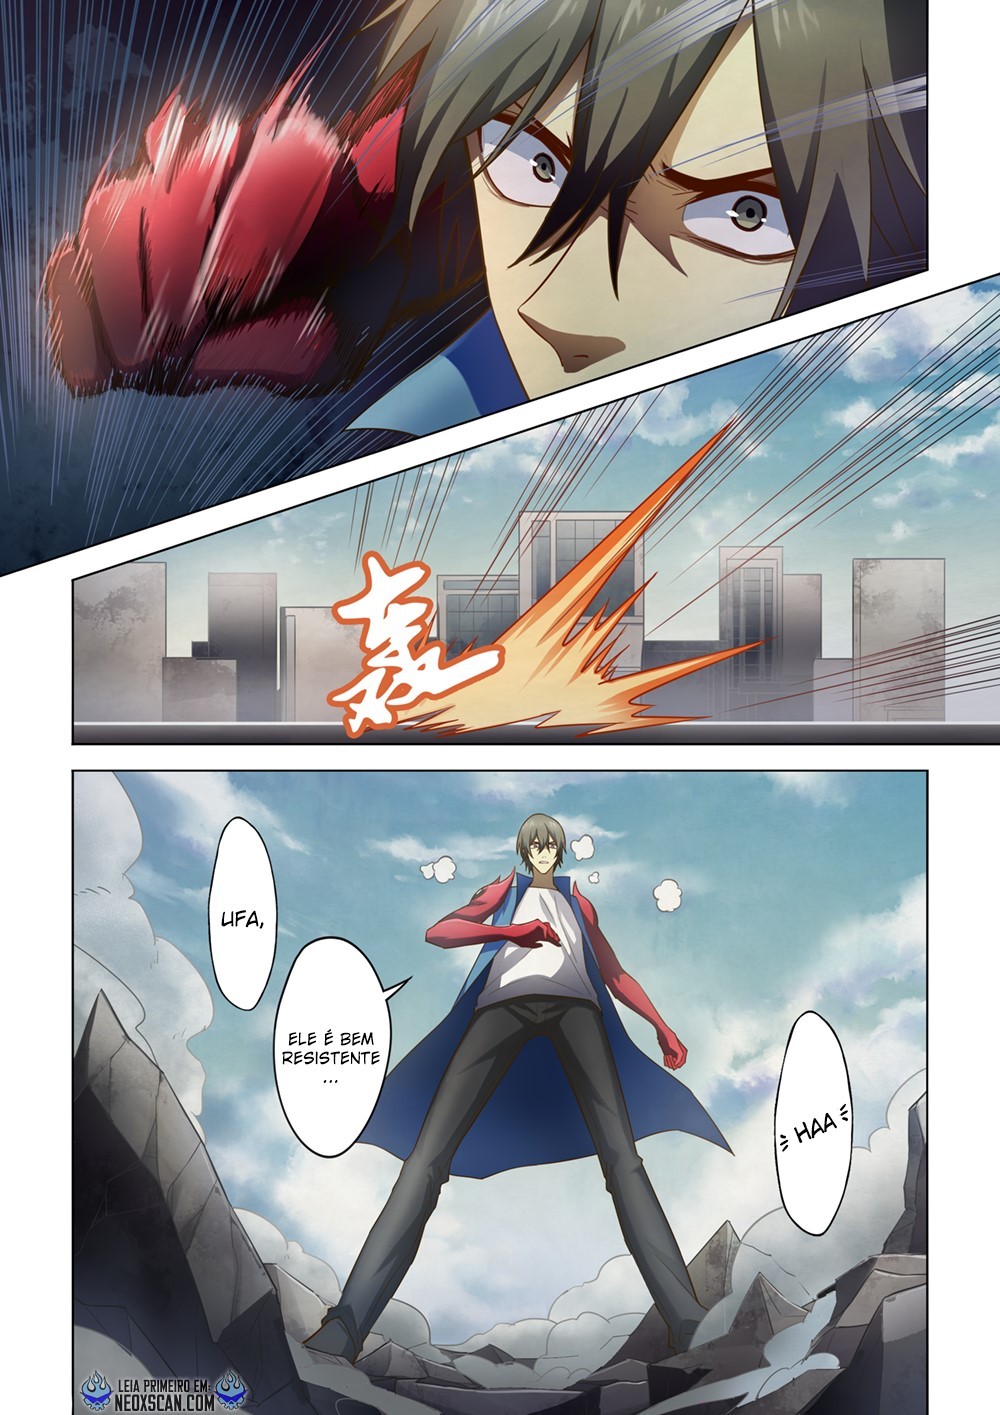 轰
UFA,
ELE É BEM
RESISTENTE
...
HAA
LEIA PRIMEIRO EM:
NEOXSCAN.COM